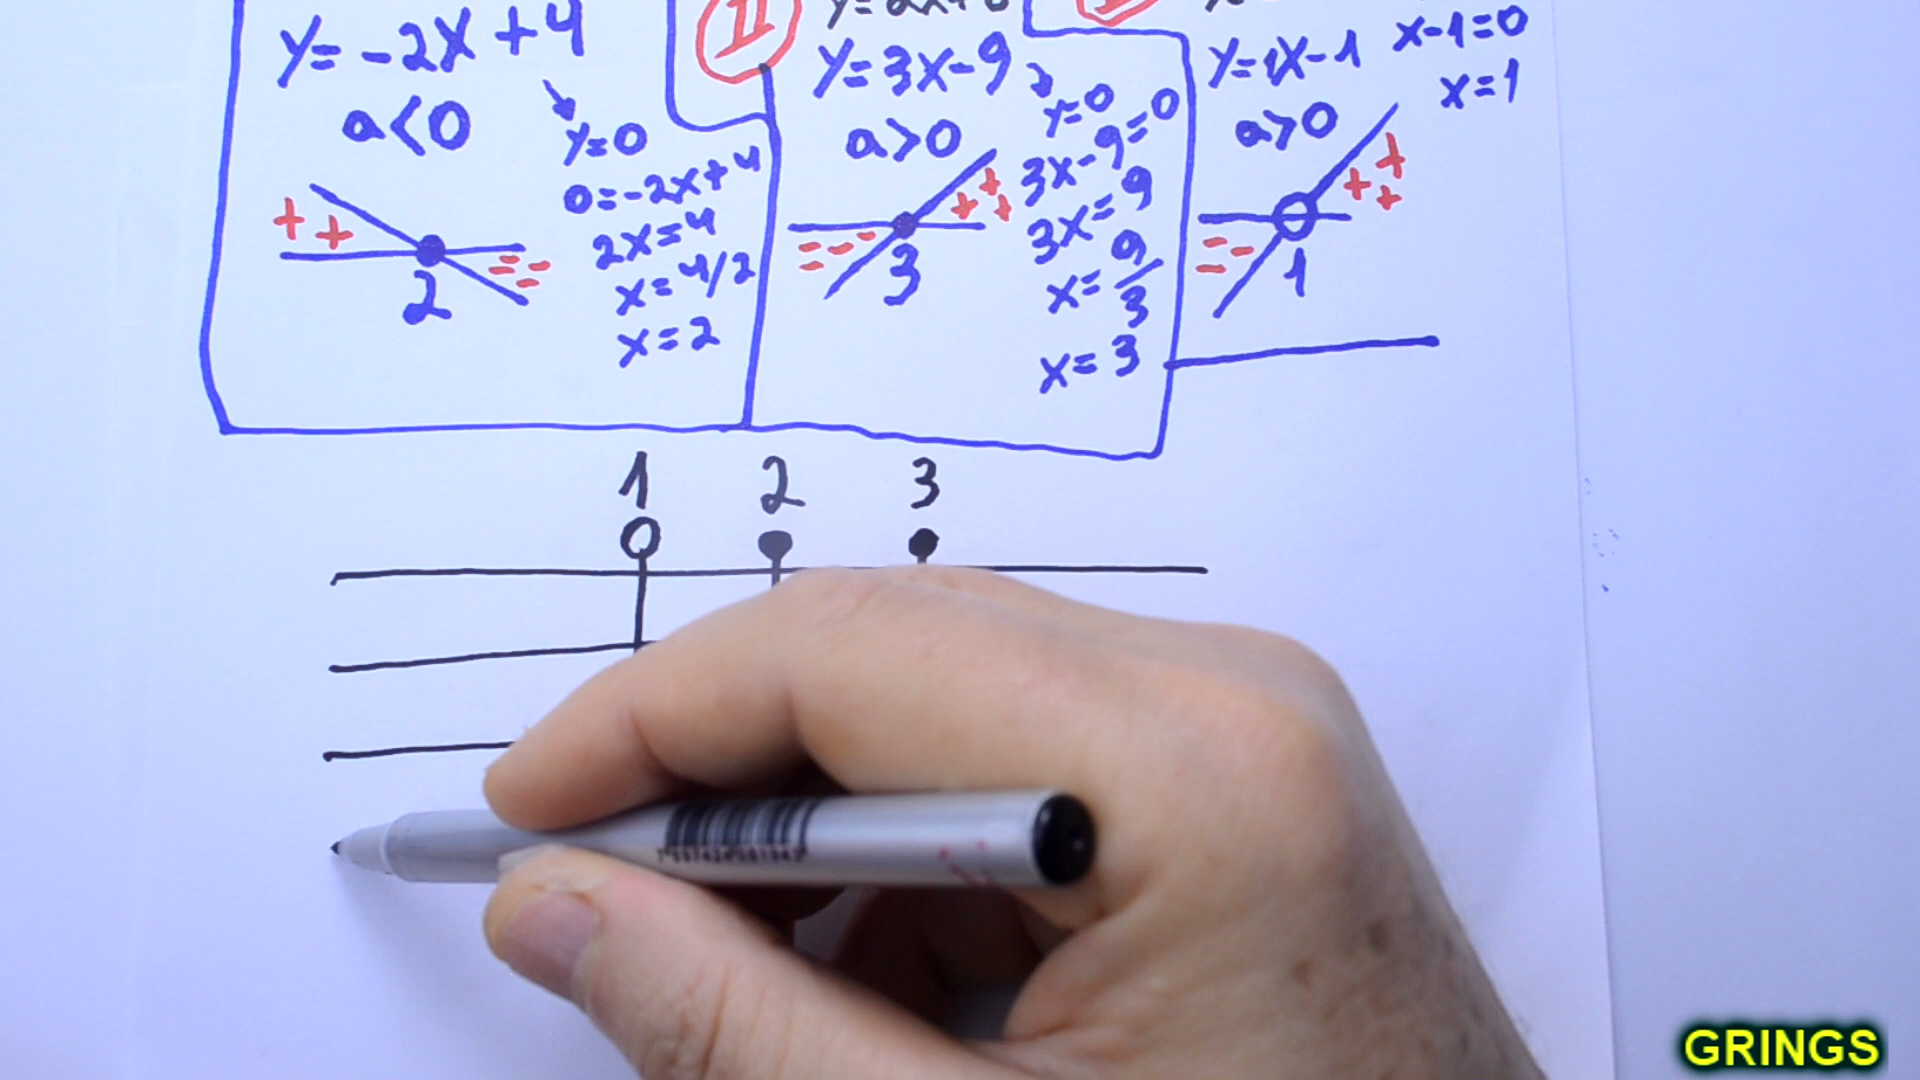 y=-2x+4
a<0
y=0
0=-2x+4
2x=4
x=4/2
x=2
++
---
2
II
y=3x-9
a>0
y=0
3x-9=0
3x=9
x=9/3
x=3
+++
---
3
y=1x-1
a>0
x-1=0
x=1
+++
---
1
1 2 3
GRINGS